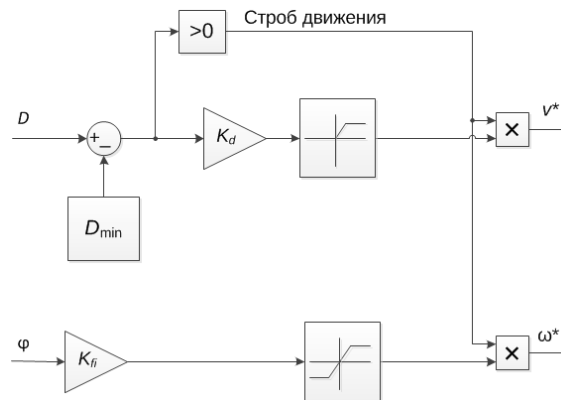 Строб движения
>0
D
v*
+
−
K_d
×
D_min
φ
K_fi
ω*
×